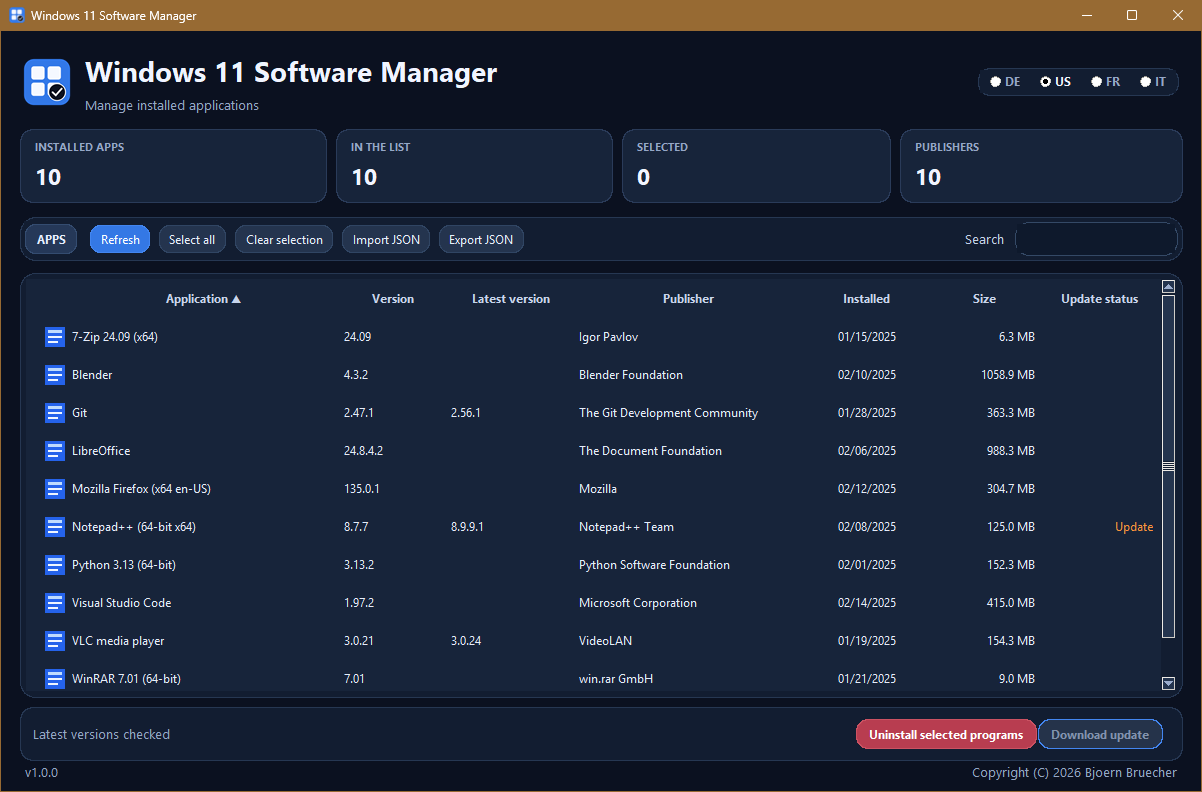 Windows 11 Software Manager
Windows 11 Software Manager
Manage installed applications
DE US FR IT
INSTALLED APPS IN THE LIST SELECTED PUBLISHERS
10 10 0 10
APPS Refresh Select all Clear selection Import JSON Export JSON Search
Application ▲ Version Latest version Publisher Installed Size Update status
7-Zip 24.09 (x64) 24.09 Igor Pavlov 01/15/2025 6.3 MB
Blender 4.3.2 Blender Foundation 02/10/2025 1058.9 MB
Git 2.47.1 2.56.1 The Git Development Community 01/28/2025 363.3 MB
LibreOffice 24.8.4.2 The Document Foundation 02/06/2025 988.3 MB
Mozilla Firefox (x64 en-US) 135.0.1 Mozilla 02/12/2025 304.7 MB
Notepad++ (64-bit x64) 8.7.7 8.9.9.1 Notepad++ Team 02/08/2025 125.0 MB Update
Python 3.13 (64-bit) 3.13.2 Python Software Foundation 02/01/2025 152.3 MB
Visual Studio Code 1.97.2 Microsoft Corporation 02/14/2025 415.0 MB
VLC media player 3.0.21 3.0.24 VideoLAN 01/19/2025 154.3 MB
WinRAR 7.01 (64-bit) 7.01 win.rar GmbH 01/21/2025 9.0 MB
Latest versions checked Uninstall selected programs Download update
v1.0.0 Copyright (C) 2026 Bjoern Bruecher